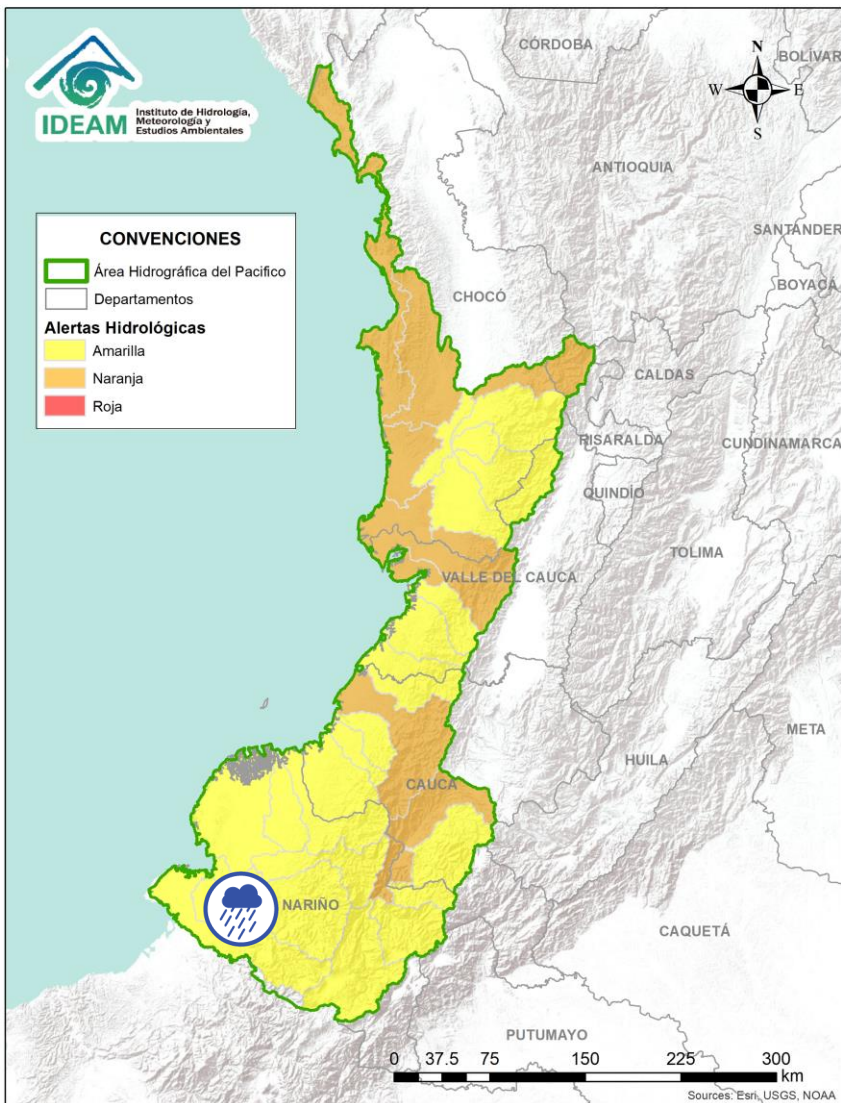 IDEAM
Instituto de Hidrología,
Meteorología y
Estudios Ambientales
CÓRDOBA
BOLÍVAR
N
W
E
S
ANTIOQUIA
SANTANDER
BOYACÁ
CONVENCIONES
Área Hidrográfica del Pacifico
Departamentos
Alertas Hidrológicas
Amarilla
Naranja
Roja
CHOCÓ
CALDAS
RISARALDA
CUNDINAMARCA
QUINDÍO
TOLIMA
VALLE DEL CAUCA
META
HUILA
CAUCA
NARIÑO
CAQUETÁ
PUTUMAYO
0 37.5 75 150 225 300
km
Sources: Esri, USGS, NOAA